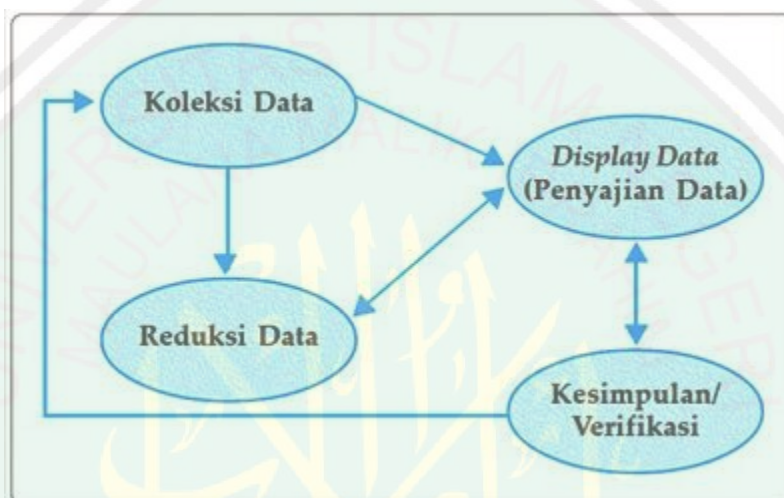 Koleksi Data
Display Data
(Penyajian Data)
Reduksi Data
Kesimpulan/
Verifikasi